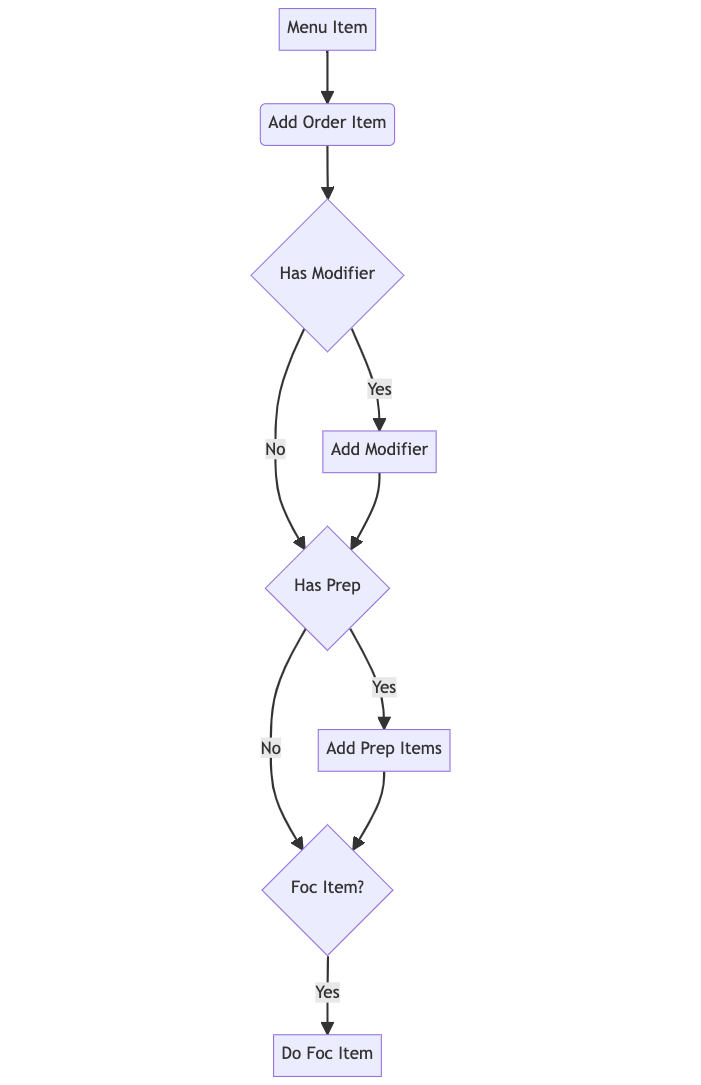 Menu Item
Add Order Item
Has Modifier
Yes
No
Add Modifier
Has Prep
Yes
No
Add Prep Items
Foc Item?
Yes
Do Foc Item